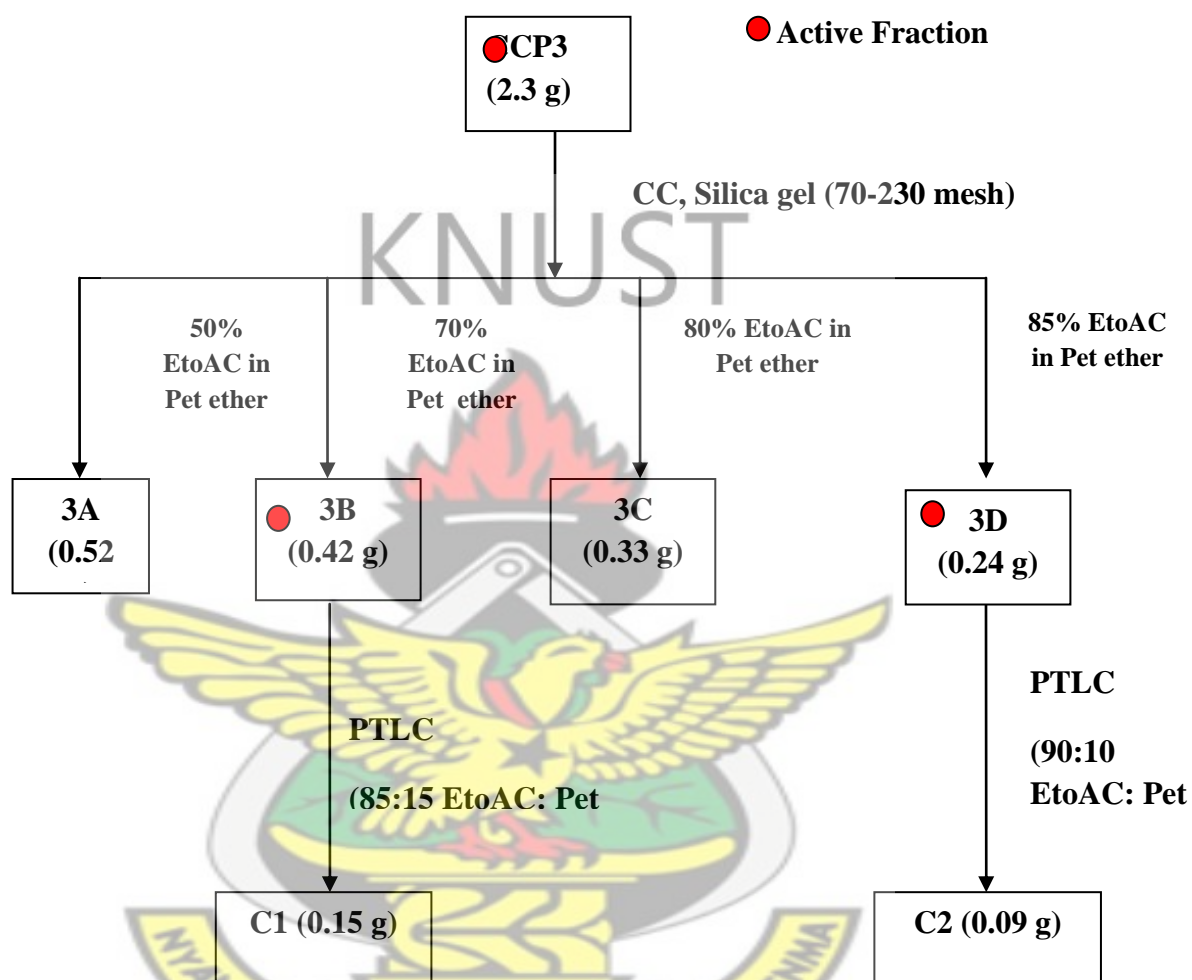 Active Fraction
CCP3
(2.3 g)
CC, Silica gel (70-230 mesh)
KNUST
50%
EtoAC in
Pet ether
70%
EtoAC in
Pet ether
80% EtoAC in
Pet ether
85% EtoAC
in Pet ether
3A
(0.52
3B
(0.42 g)
3C
(0.33 g)
3D
(0.24 g)
PTLC
(85:15 EtoAC: Pet
PTLC
(90:10
EtoAC: Pet
C1 (0.15 g)
C2 (0.09 g)